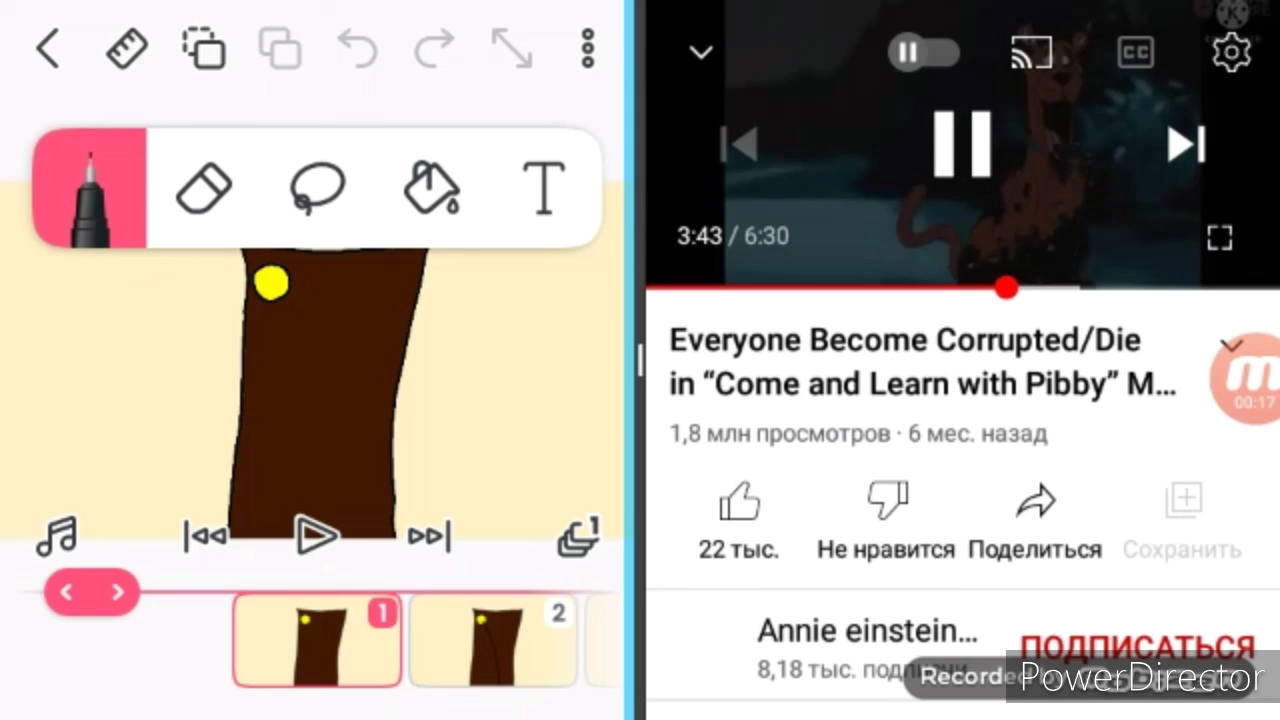 T
1
1
2
CC
3:43 / 6:30
Everyone Become Corrupted/Die
in “Come and Learn with Pibby” M...
00:17
1,8 млн просмотров · 6 мес. назад
22 тыс.
Не нравится
Поделиться
Сохранить
Annie einstein...
ПОДПИСАТЬСЯ
8,18 тыс.
Recorde
PowerDirector